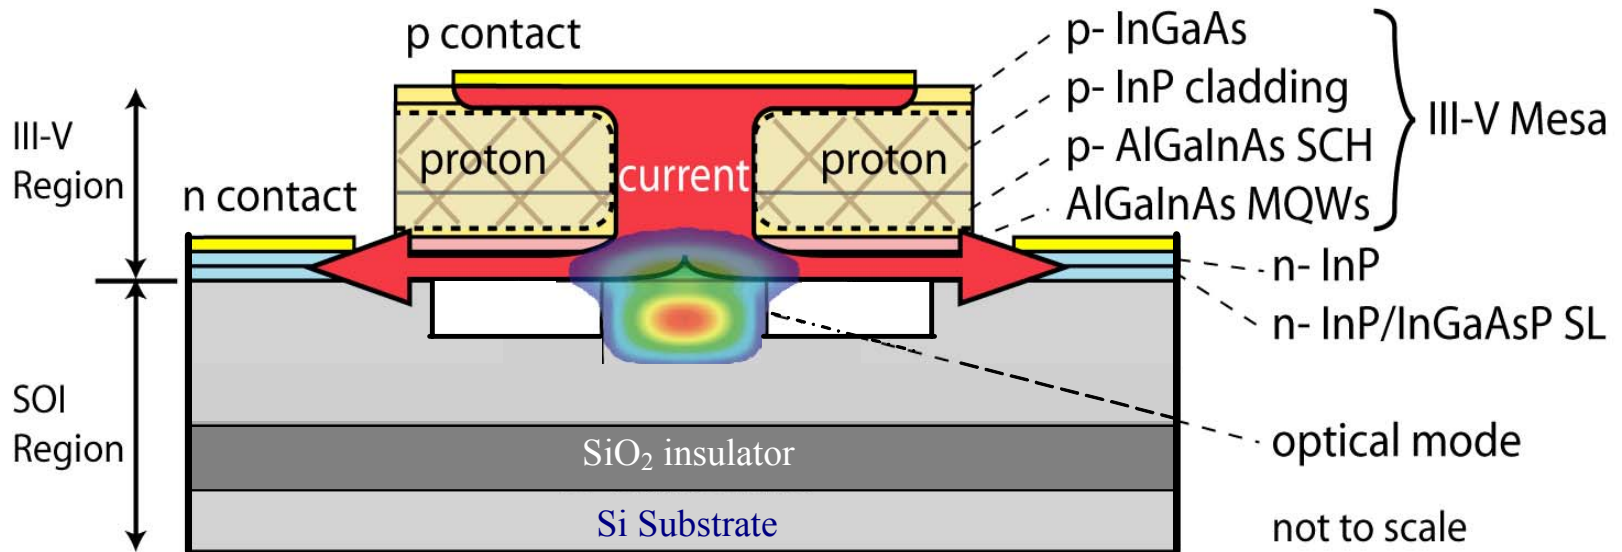 p contact
III-V
Region
n contact
proton
current
proton
p- InGaAs
p- InP cladding
p- AlGaInAs SCH
AlGaInAs MQWs
III-V Mesa
n- InP
n- InP/InGaAsP SL
SOI
Region
SiO₂ insulator
optical mode
Si Substrate
not to scale